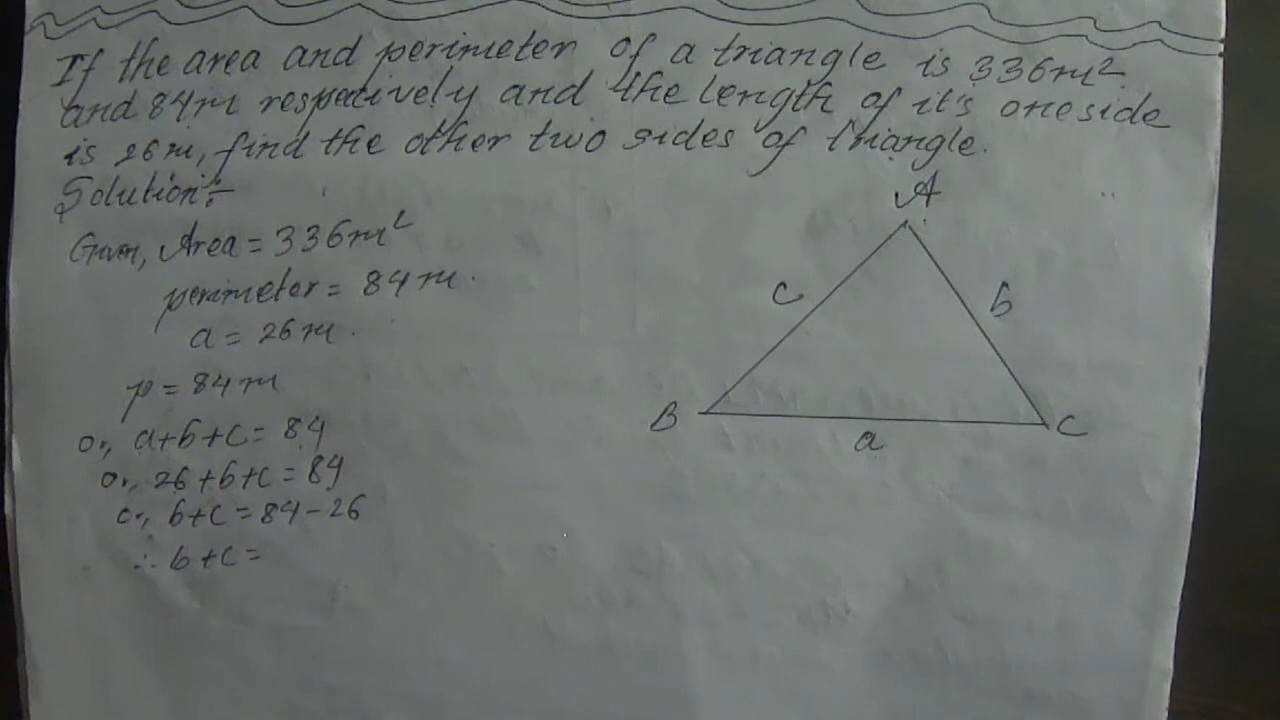 If the area and perimeter of a triangle is 336m²
and 84m respectively and the length of it's one side
is 26m, find the other two sides of triangle.
Solution:-
Given, Area = 336m²
perimeter = 84m.
a = 26m.
p = 84m
or, a+b+c = 84
or, 26+b+c = 84
or, b+c = 84-26
∴ b+c =
A
c
b
B
a
C